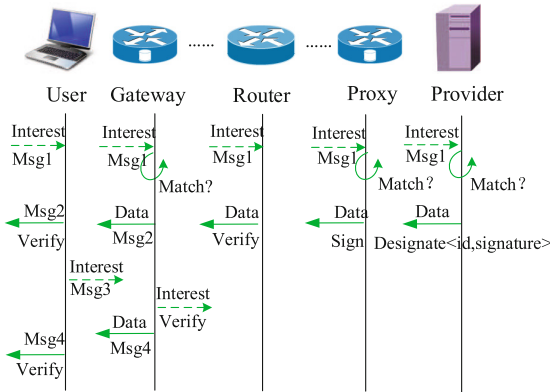 ...... ......
User Gateway Router Proxy Provider
Interest Interest Interest Interest Interest
Msg1 Msg1 Msg1 Msg1 Msg1
Match? Match? Match?
Msg2 Data Data Data Data
Verify Msg2 Verify Sign Designate<id,signature>
Interest
Msg3 Interest
Verify
Data
Msg4 Msg4
Verify